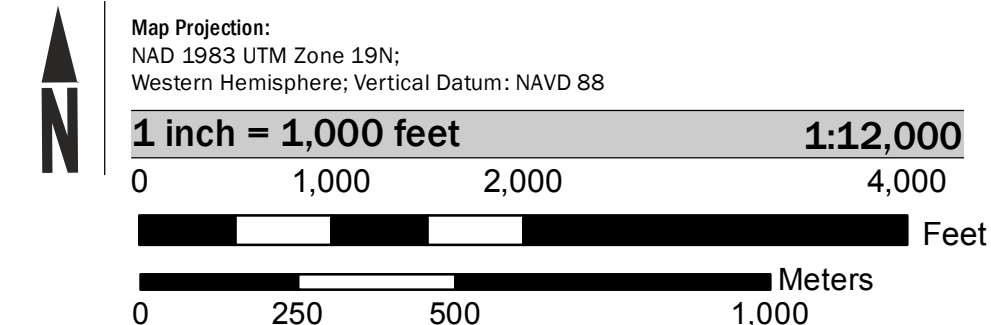 N
Map Projection:
NAD 1983 UTM Zone 19N;
Western Hemisphere; Vertical Datum: NAVD 88
1 inch = 1,000 feet 1:12,000
0 1,000 2,000 4,000
Feet
Meters
0 250 500 1,000